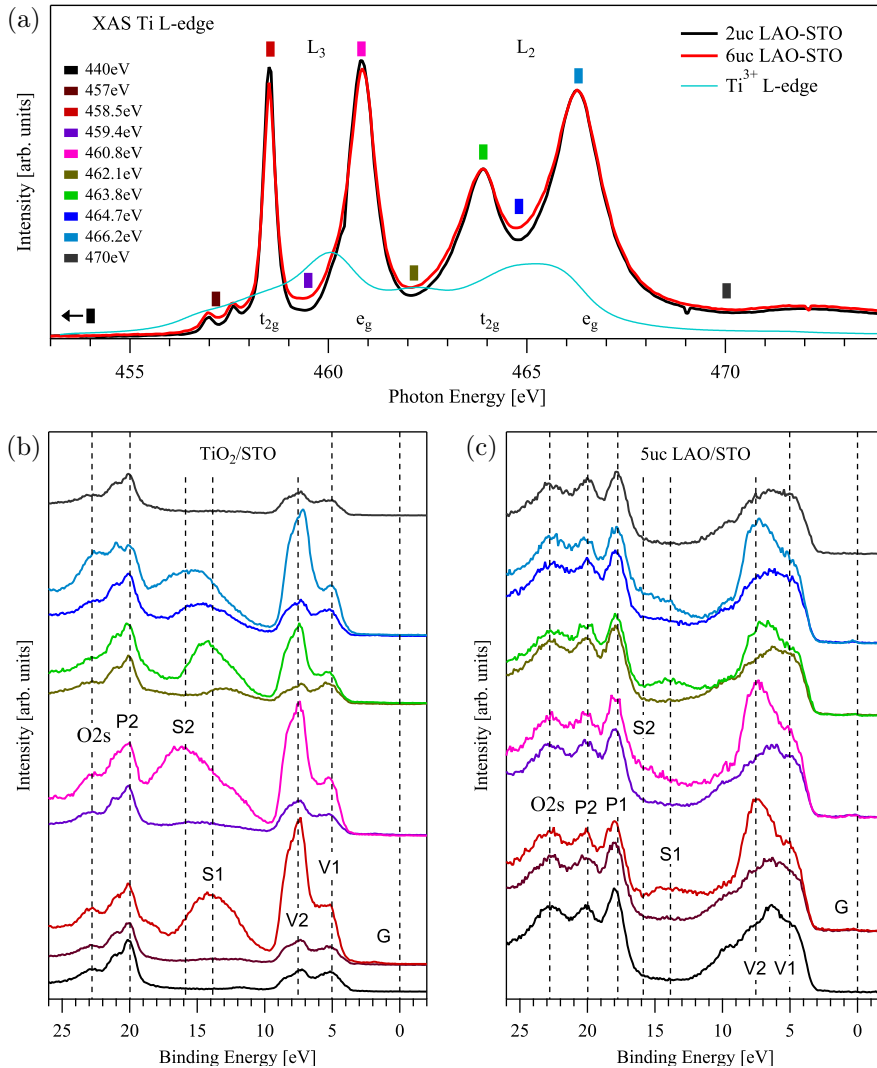 (a)
XAS Ti L-edge
L3
L2
2uc LAO-STO
6uc LAO-STO
Ti3+ L-edge
440eV
457eV
458.5eV
459.4eV
460.8eV
462.1eV
463.8eV
464.7eV
466.2eV
470eV
Intensity [arb. units]
t2g
eg
t2g
eg
455
460
465
470
Photon Energy [eV]
(b)
TiO2/STO
Intensity [arb. units]
O2s
P2
S2
S1
V1
V2
G
25
20
15
10
5
0
Binding Energy [eV]
(c)
5uc LAO/STO
Intensity [arb. units]
S2
O2s
P2
P1
S1
G
V2
V1
25
20
15
10
5
0
Binding Energy [eV]